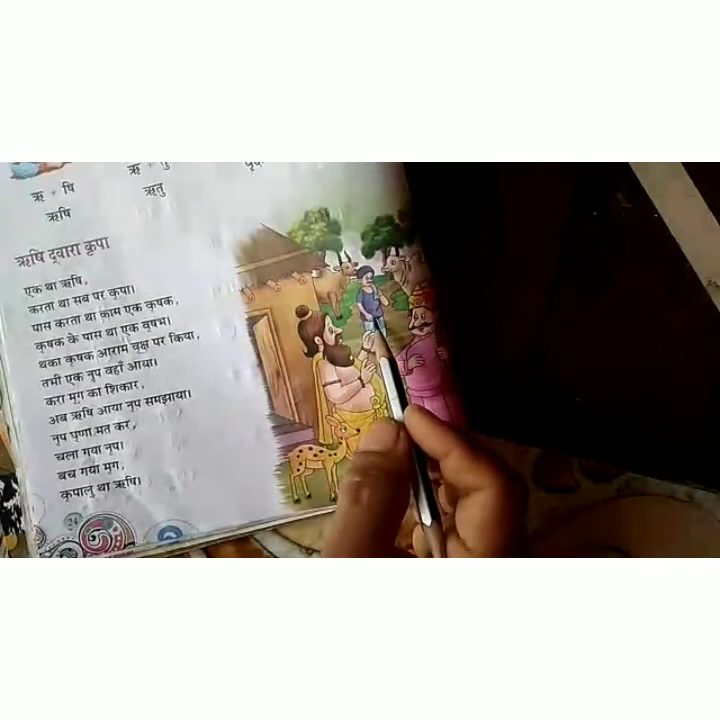 ऋ + षि
ऋषि
ऋतु
ऋषि द्वारा कृपा
एक था ऋषि,
करता था सब पर कृपा।
पास करता था काम एक कृषक,
कृषक के पास था एक वृषभ।
थका कृषक आराम वृक्ष पर किया,
तभी एक नृप वहाँ आया।
करा मृग का शिकार,
अब ऋषि आया नृप समझाया।
नृप घृणा मत कर,
चला गया नृप।
बच गया मृग,
कृपालु था ऋषि।
24